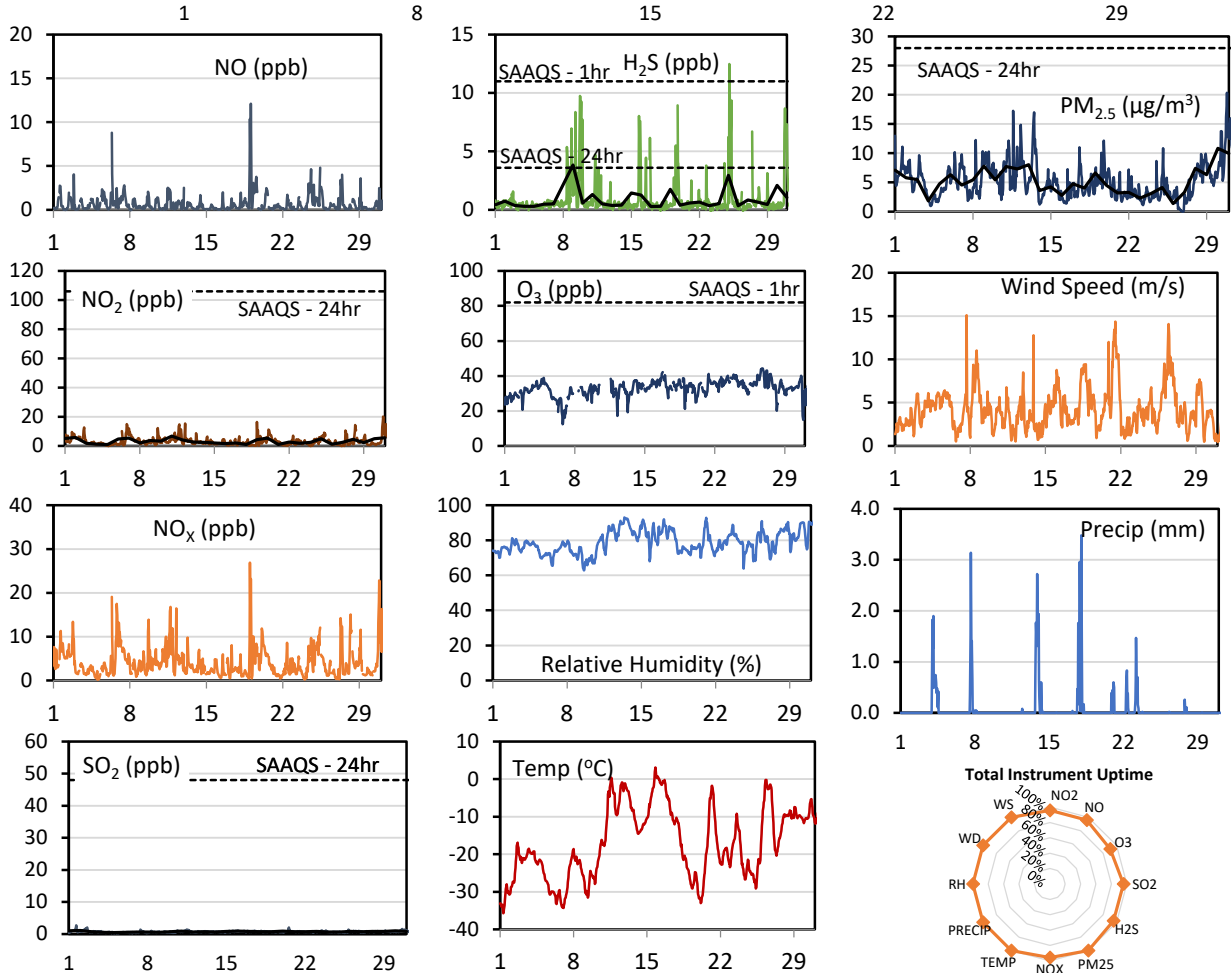 1 8 15 22 29
NO (ppb)
20
15
10
5
0
1 8 15 22 29
H₂S (ppb)
SAAQS - 1hr
SAAQS - 24hr
15
10
5
0
1 8 15 22 29
PM₂.₅ (µg/m³)
SAAQS - 24hr
30
25
20
15
10
5
0
1 8 15 22 29
NO₂ (ppb)
SAAQS - 24hr
120
100
80
60
40
20
0
1 8 15 22 29
O₃ (ppb)
SAAQS - 1hr
100
80
60
40
20
0
1 8 15 22 29
Wind Speed (m/s)
20
15
10
5
0
1 8 15 22 29
NOX (ppb)
40
30
20
10
0
1 8 15 22 29
Relative Humidity (%)
100
80
60
40
20
0
1 8 15 22 29
Precip (mm)
4.0
3.0
2.0
1.0
0.0
1 8 15 22 29
SO₂ (ppb)
SAAQS - 24hr
60
50
40
30
20
10
0
1 8 15 22 29
Temp (°C)
10
0
-10
-20
-30
-40
1 8 15 22 29
Total Instrument Uptime
100%
80%
60%
40%
20%
0%
NO2
NO
O3
SO2
H2S
PM25
NOX
TEMP
PRECIP
RH
WD
WS